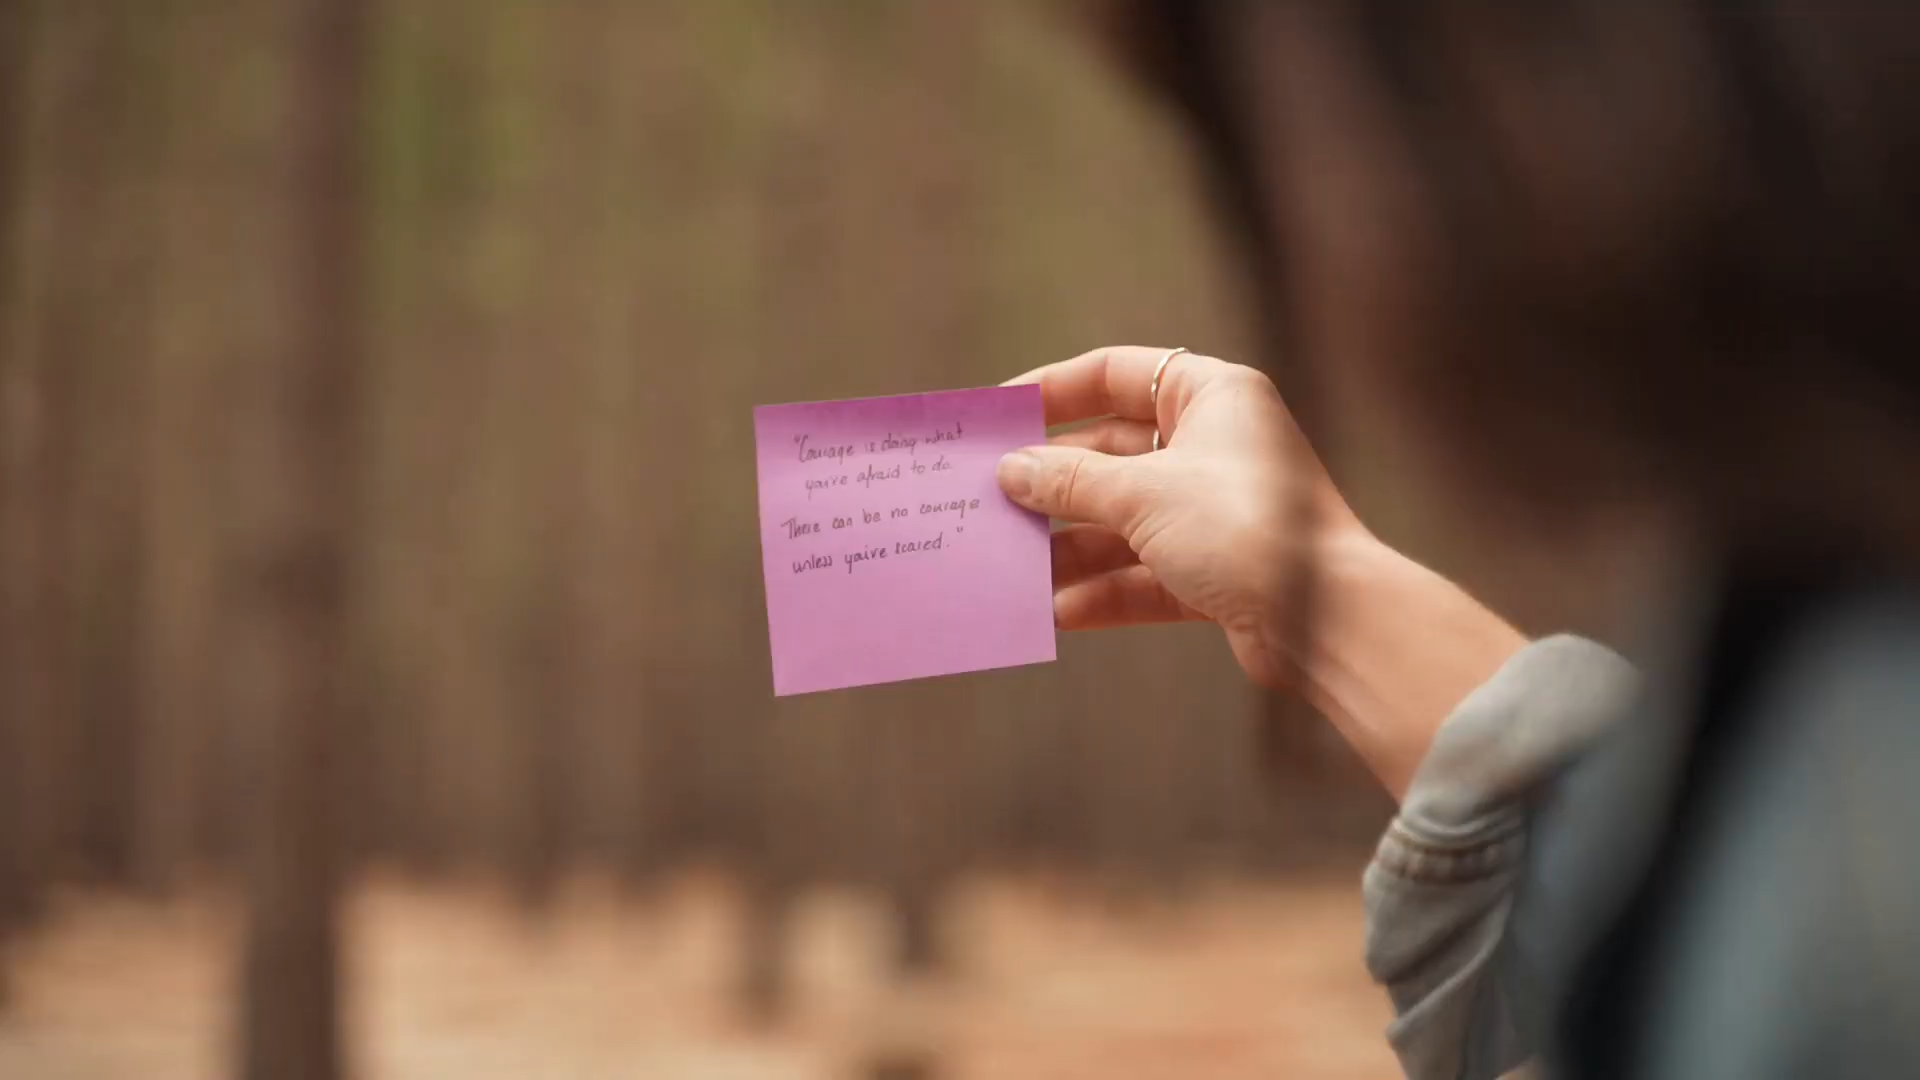 "Courage is doing what
you're afraid to do.
There can be no courage
unless you're scared."